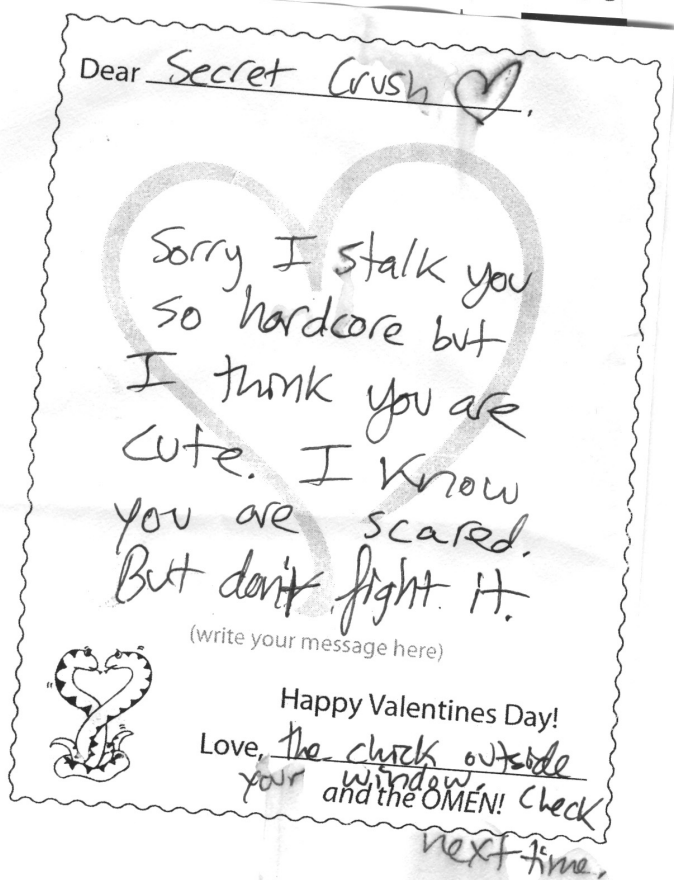 Dear Secret Crush ,
Sorry I stalk you
so hardcore but
I think you are
cute. I know
you are scared.
But don't fight it.
(write your message here)
Happy Valentines Day!
Love, the chick outside
your window.
and the OMEN! Check
next time.